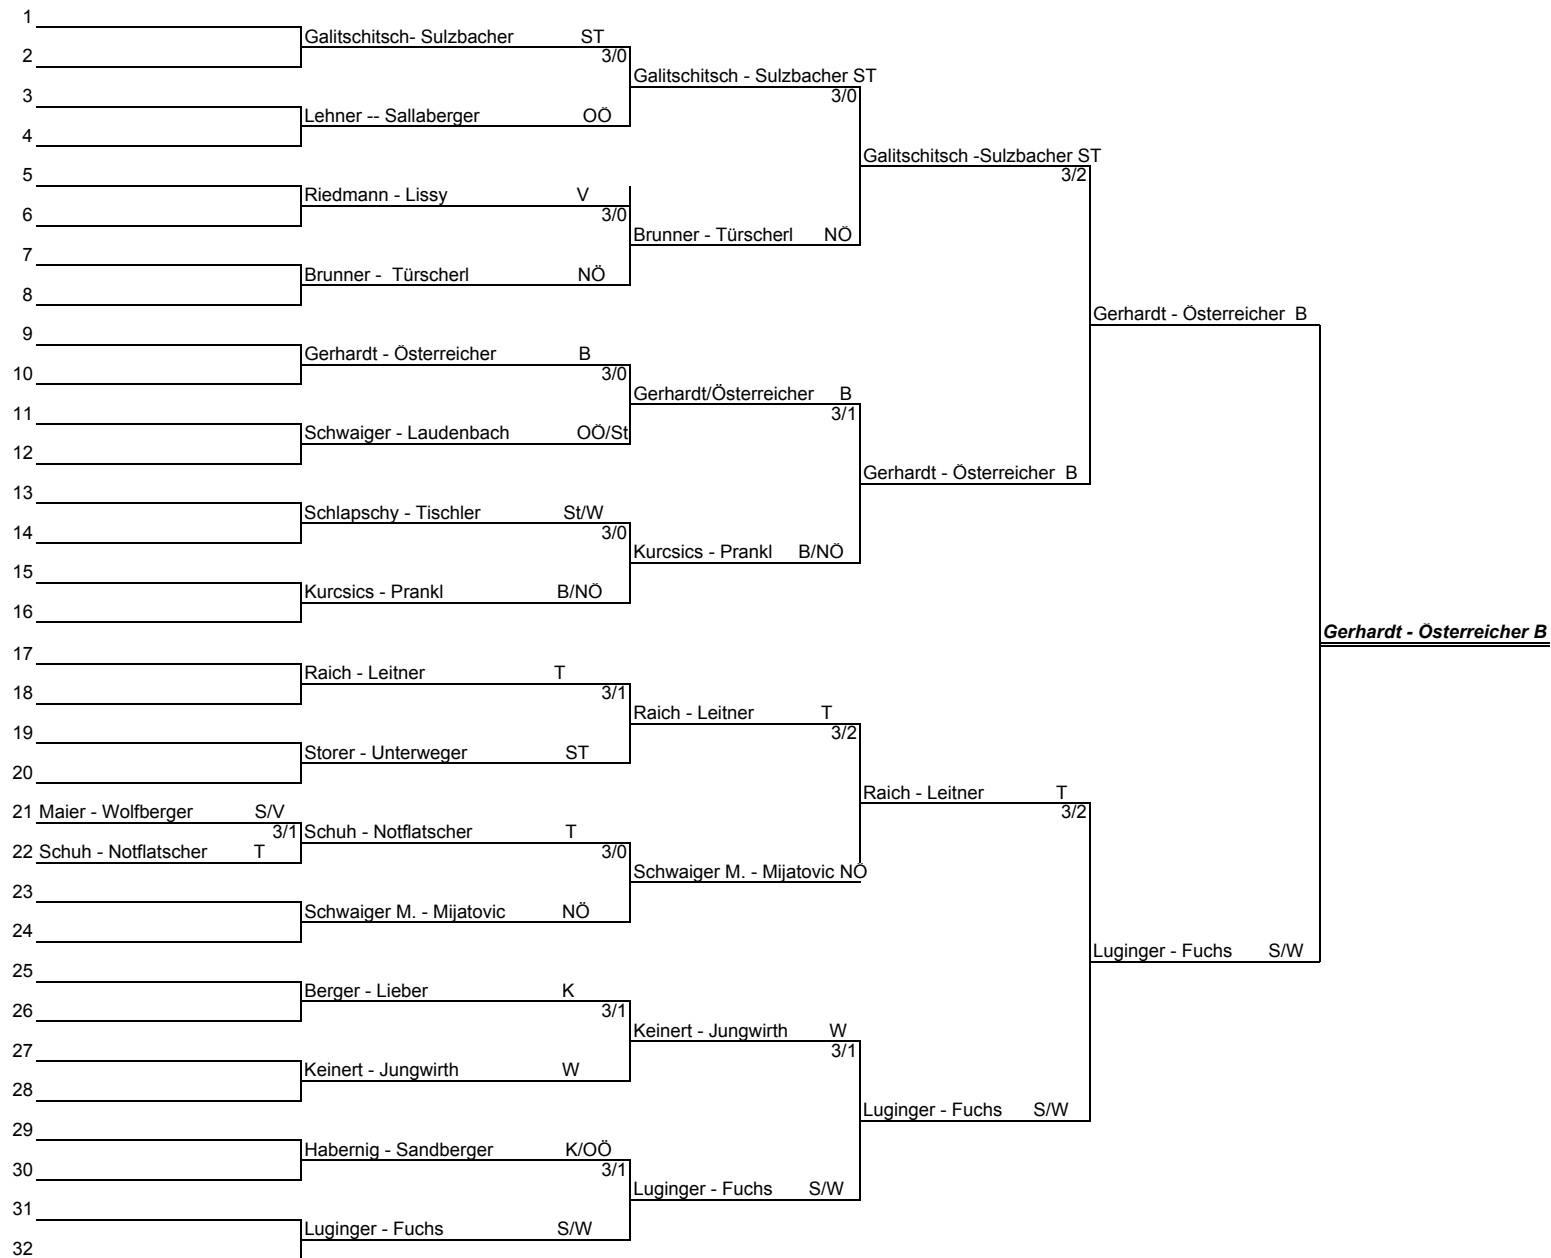 1
Galitschitsch- Sulzbacher ST
2
3/0
Galitschitsch - Sulzbacher ST
3
3/0
Lehner -- Sallaberger OÖ
4
Galitschitsch -Sulzbacher ST
5
3/2
Riedmann - Lissy V
6
3/0
Brunner - Türscherl NÖ
7
Brunner - Türscherl NÖ
8
Gerhardt - Österreicher B
9
Gerhardt - Österreicher B
10
3/0
Gerhardt/Österreicher B
11
3/1
Schwaiger - Laudenbach OÖ/St
12
Gerhardt - Österreicher B
13
Schlapschy - Tischler St/W
14
3/0
Kurcsics - Prankl B/NÖ
15
Kurcsics - Prankl B/NÖ
16
Gerhardt - Österreicher B
17
Raich - Leitner T
18
3/1
Raich - Leitner T
19
3/2
Storer - Unterweger ST
20
Raich - Leitner T
21 Maier - Wolfberger S/V
3/2
3/1 Schuh - Notflatscher T
22 Schuh - Notflatscher T
3/0
Schwaiger M. - Mijatovic NÖ
23
Schwaiger M. - Mijatovic NÖ
24
Luginger - Fuchs S/W
25
Berger - Lieber K
26
3/1
Keinert - Jungwirth W
27
3/1
Keinert - Jungwirth W
28
Luginger - Fuchs S/W
29
Habernig - Sandberger K/OÖ
30
3/1
Luginger - Fuchs S/W
31
Luginger - Fuchs S/W
32